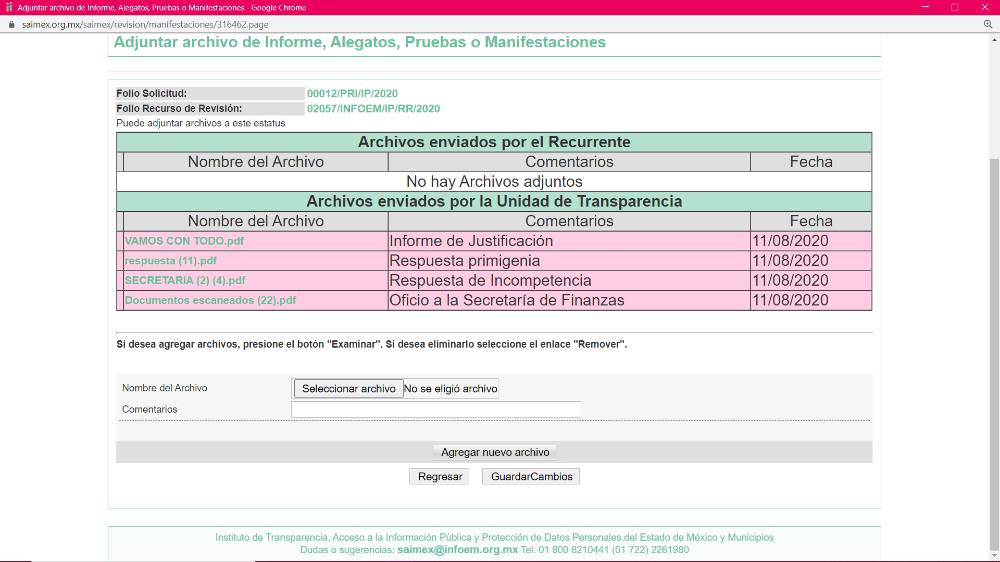 Adjuntar archivo de Informe, Alegatos, Pruebas o Manifestaciones - Google Chrome
saimex.org.mx/saimex/revision/manifestaciones/316462.page
Adjuntar archivo de Informe, Alegatos, Pruebas o Manifestaciones
Folio Solicitud: 00012/PRI/IP/2020
Folio Recurso de Revisión: 02057/INFOEM/IP/RR/2020
Puede adjuntar archivos a este estatus
Archivos enviados por el Recurrente
Nombre del Archivo Comentarios Fecha
No hay Archivos adjuntos
Archivos enviados por la Unidad de Transparencia
Nombre del Archivo Comentarios Fecha
VAMOS CON TODO.pdf Informe de Justificación 11/08/2020
respuesta (11).pdf Respuesta primigenia 11/08/2020
SECRETARIA (2) (4).pdf Respuesta de Incompetencia 11/08/2020
Documentos escaneados (22).pdf Oficio a la Secretaría de Finanzas 11/08/2020
Si desea agregar archivos, presione el botón "Examinar". Si desea eliminarlo seleccione el enlace "Remover".
Nombre del Archivo Seleccionar archivo No se eligió archivo
Comentarios
Agregar nuevo archivo
Regresar GuardarCambios
Instituto de Transparencia, Acceso a la Información Pública y Protección de Datos Personales del Estado de México y Municipios
Dudas o sugerencias: saimex@infoem.org.mx Tel. 01 800 8210441 (01 722) 2261980